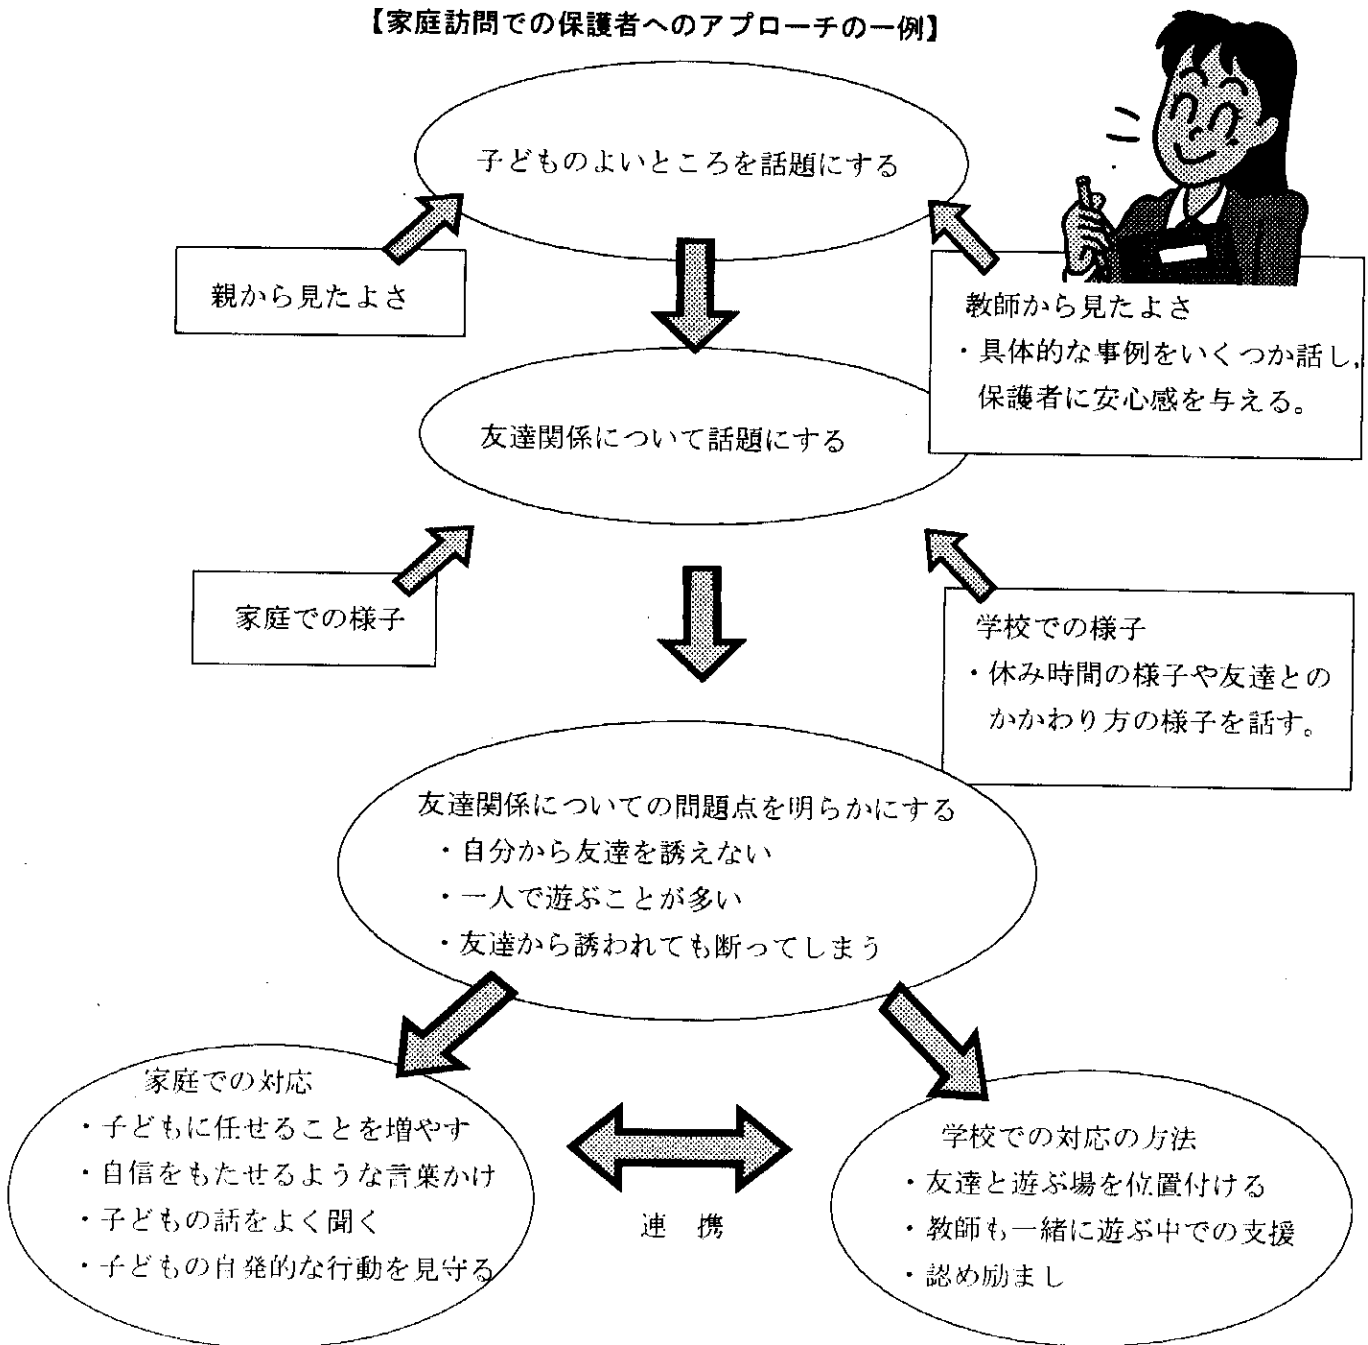 【家庭訪問での保護者へのアプローチの一例】
子どものよいところを話題にする
親から見たよさ
教師から見たよさ
・具体的な事例をいくつか話し,
保護者に安心感を与える。
友達関係について話題にする
家庭での様子
学校での様子
・休み時間の様子や友達との
かかわり方の様子を話す。
友達関係についての問題点を明らかにする
・自分から友達を誘えない
・一人で遊ぶことが多い
・友達から誘われても断ってしまう
家庭での対応
・子どもに任せることを増やす
・自信をもたせるような言葉かけ
・子どもの話をよく聞く
・子どもの自発的な行動を見守る
連 携
学校での対応の方法
・友達と遊ぶ場を位置付ける
・教師も一緒に遊ぶ中での支援
・認め励まし